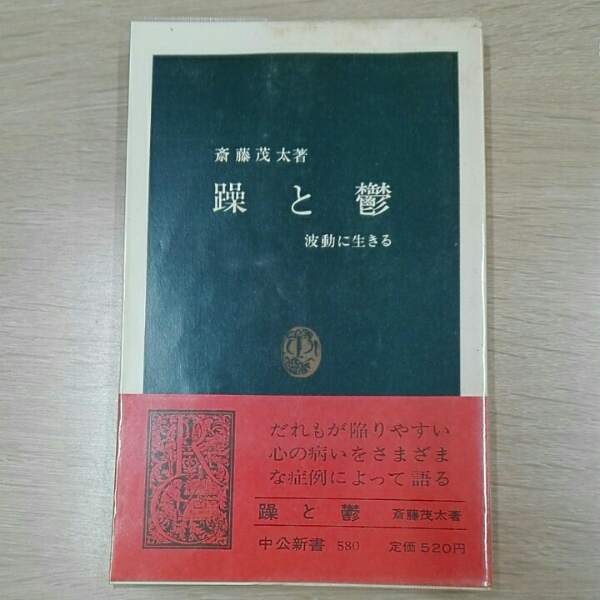 斎藤茂太著
躁と鬱
波動に生きる
だれもが陥りやすい
心の病いをさまざま
な症例によって語る
躁と鬱 斎藤茂太著
中公新書 580 定価520円